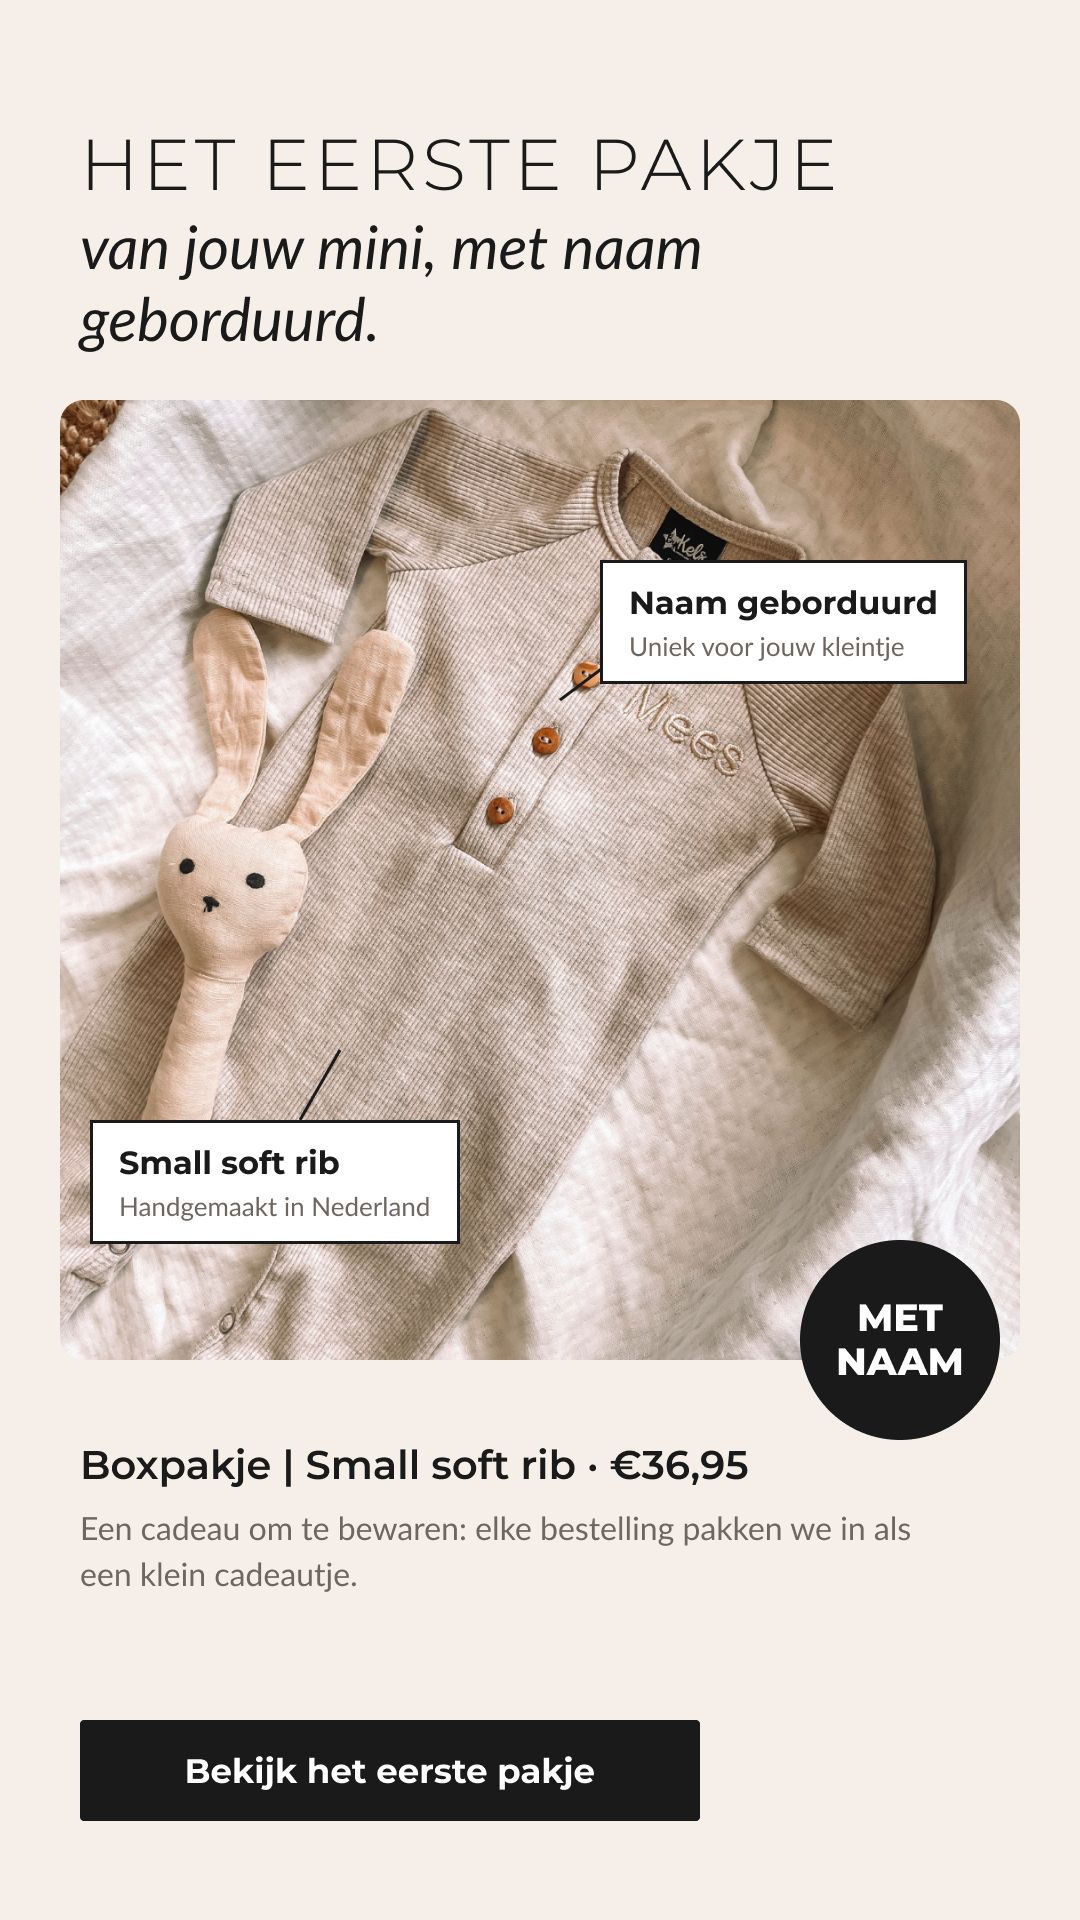 HET EERSTE PAKJE
van jouw mini, met naam
geborduurd.
Kels
Naam geborduurd
Uniek voor jouw kleintje
Mees
Small soft rib
Handgemaakt in Nederland
MET
NAAM
Boxpakje | Small soft rib · €36,95
Een cadeau om te bewaren: elke bestelling pakken we in als
een klein cadeautje.
Bekijk het eerste pakje